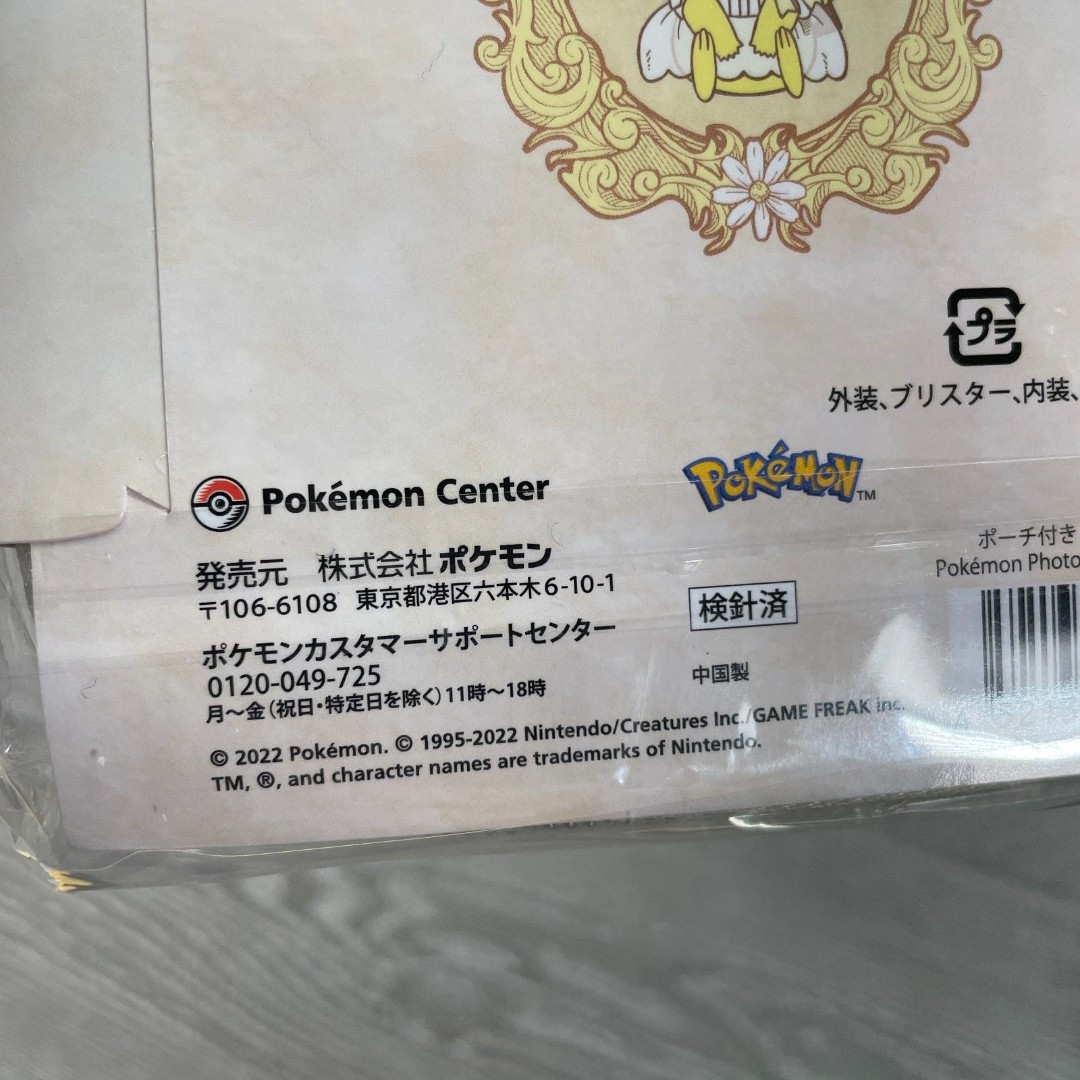 プラ
外装、ブリスター、内装、
Pokémon Center
POKéMON TM
発売元 株式会社 ポケモン
〒106-6108 東京都港区六本木6-10-1
ポケモンカスタマーサポートセンター
0120-049-725
月～金(祝日・特定日を除く)11時～18時
検針済
中国製
ポーチ付き
Pokémon Photo
© 2022 Pokémon. © 1995-2022 Nintendo/Creatures Inc./GAME FREAK inc.
TM, ®, and character names are trademarks of Nintendo.